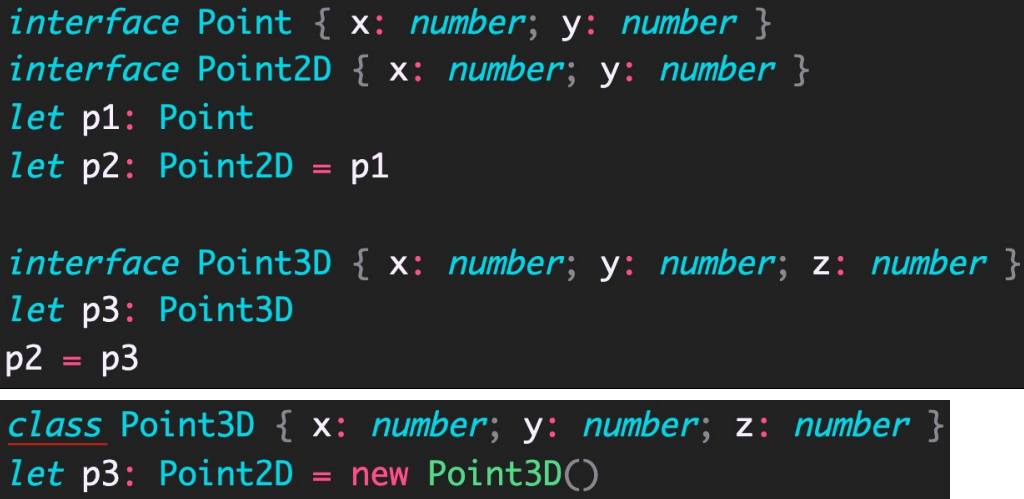 interface Point { x: number; y: number }
interface Point2D { x: number; y: number }
let p1: Point
let p2: Point2D = p1
interface Point3D { x: number; y: number; z: number }
let p3: Point3D
p2 = p3
class Point3D { x: number; y: number; z: number }
let p3: Point2D = new Point3D()